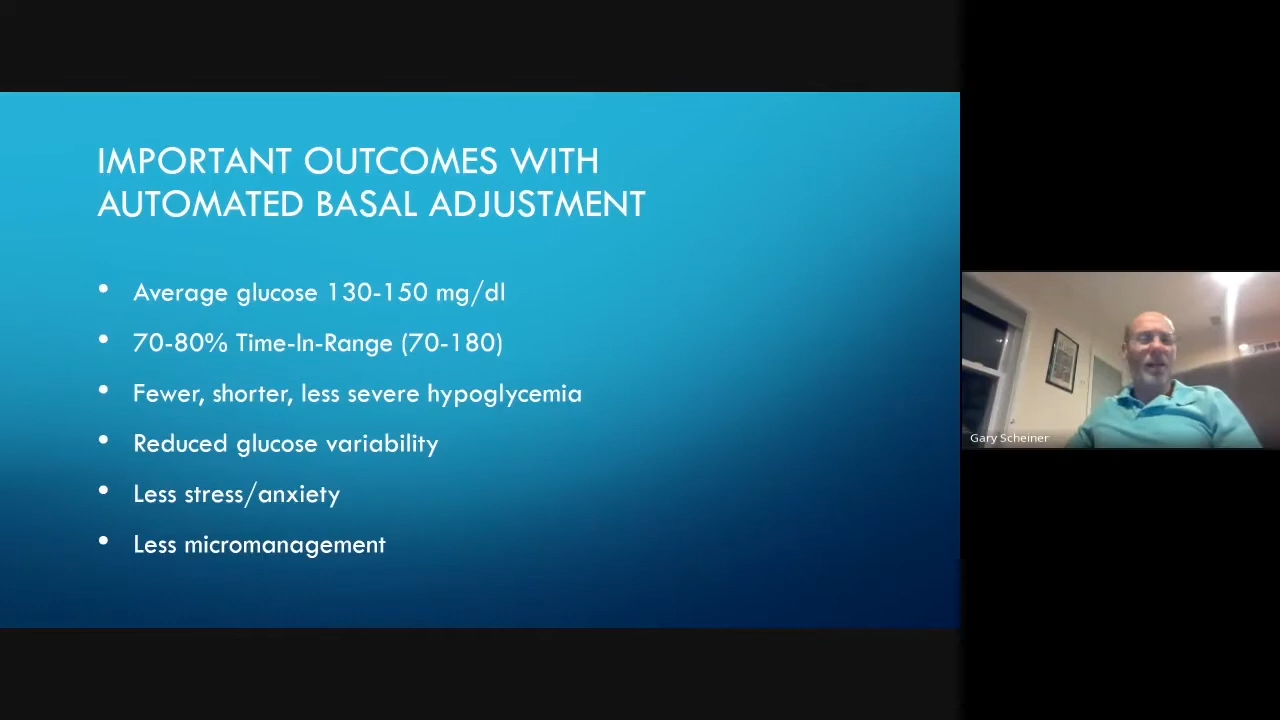 IMPORTANT OUTCOMES WITH
AUTOMATED BASAL ADJUSTMENT
• Average glucose 130-150 mg/dl
• 70-80% Time-In-Range (70-180)
• Fewer, shorter, less severe hypoglycemia
• Reduced glucose variability
• Less stress/anxiety
• Less micromanagement
Gary Scheiner